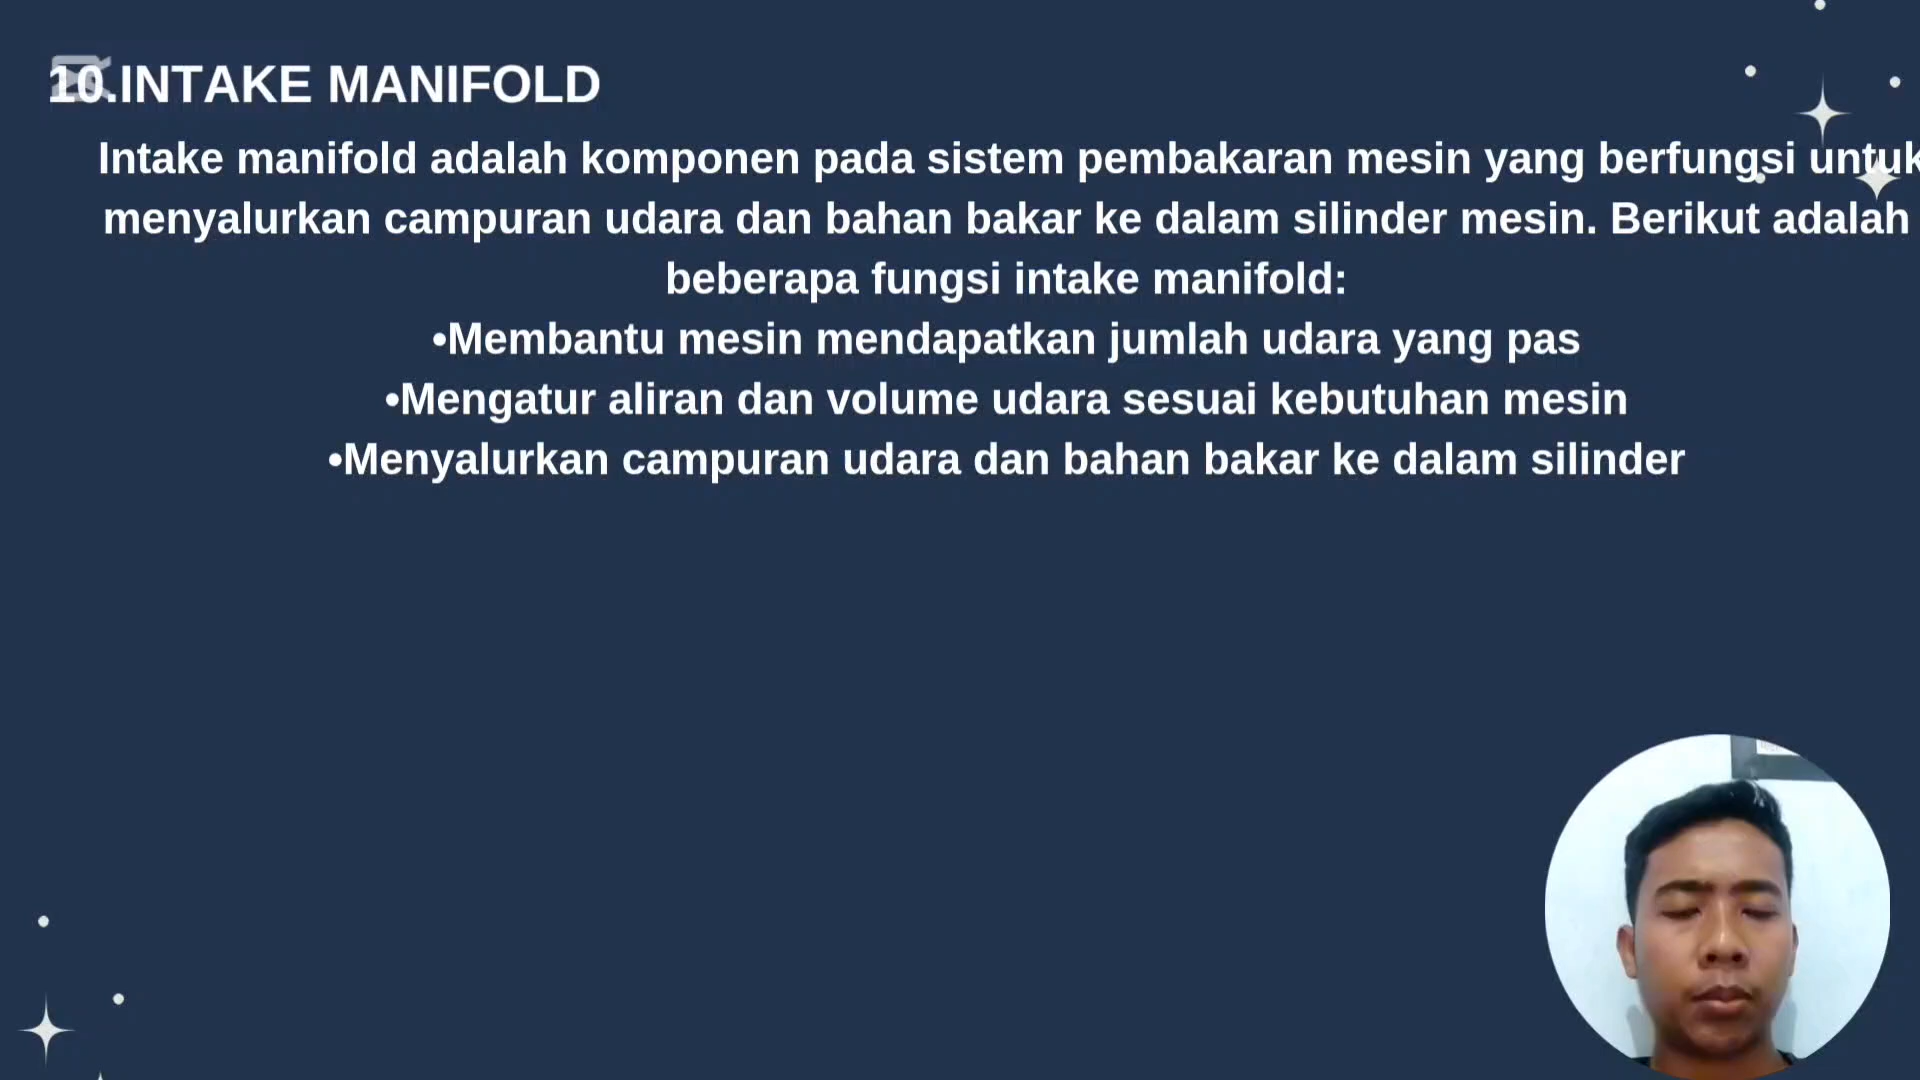 10.INTAKE MANIFOLD
Intake manifold adalah komponen pada sistem pembakaran mesin yang berfungsi untuk
menyalurkan campuran udara dan bahan bakar ke dalam silinder mesin. Berikut adalah
beberapa fungsi intake manifold:
•Membantu mesin mendapatkan jumlah udara yang pas
•Mengatur aliran dan volume udara sesuai kebutuhan mesin
•Menyalurkan campuran udara dan bahan bakar ke dalam silinder